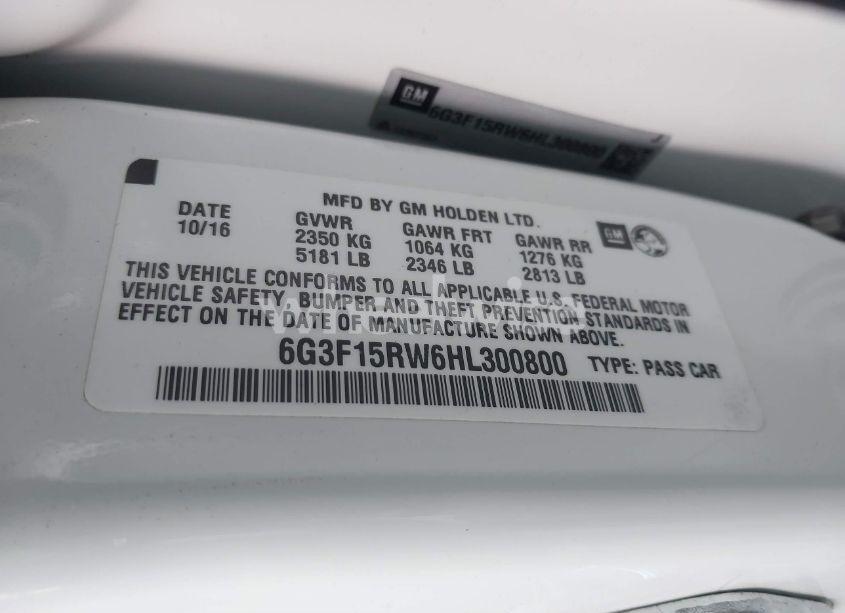 GM
6G3F15RW6HL300800
MFD BY GM HOLDEN LTD.
DATE GVWR GAWR FRT GAWR RR GM
10/16 2350 KG 1064 KG 1276 KG
5181 LB 2346 LB 2813 LB
THIS VEHICLE CONFORMS TO ALL APPLICABLE U.S. FEDERAL MOTOR
VEHICLE SAFETY, BUMPER AND THEFT PREVENTION STANDARDS IN
EFFECT ON THE DATE OF MANUFACTURE SHOWN ABOVE.
6G3F15RW6HL300800 TYPE: PASS CAR